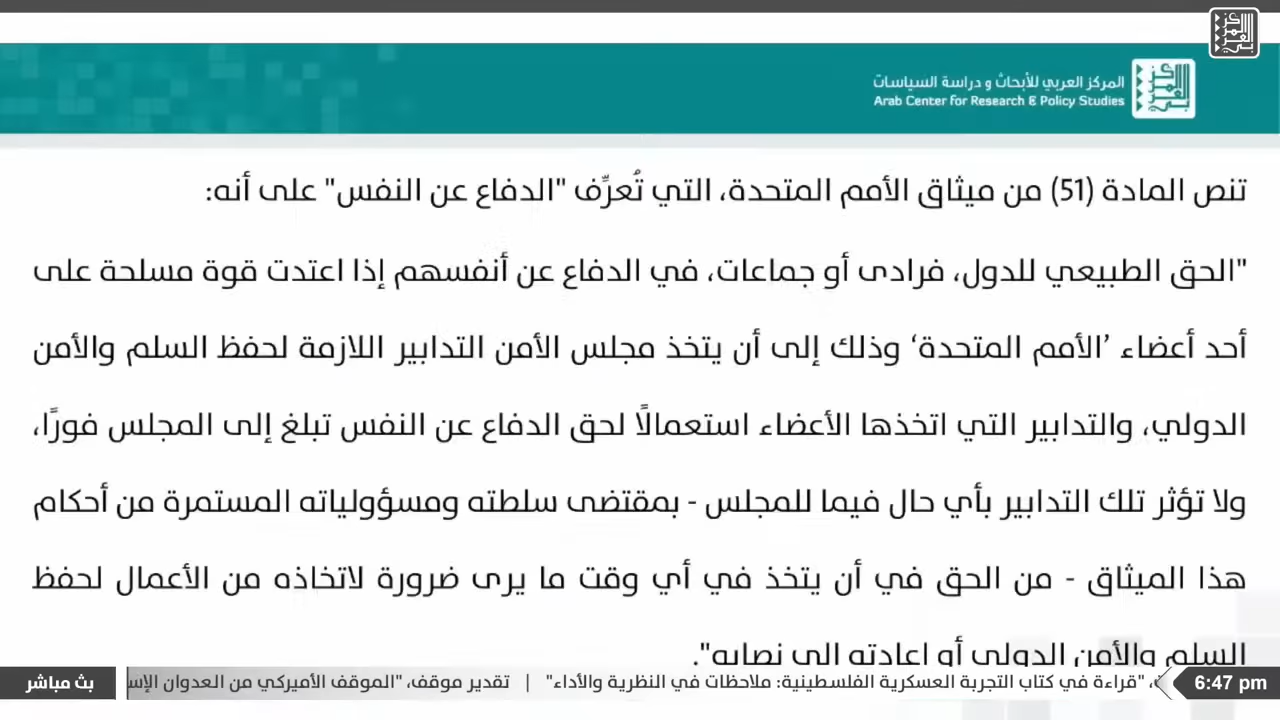 المركز العربي للأبحاث و دراسة السياسات
Arab Center for Research & Policy Studies
تنص المادة (51) من ميثاق الأمم المتحدة، التي تُعرِّف "الدفاع عن النفس" على أنه:
"الحق الطبيعي للدول، فرادى أو جماعات، في الدفاع عن أنفسهم إذا اعتدت قوة مسلحة على
أحد أعضاء ’الأمم المتحدة‘ وذلك إلى أن يتخذ مجلس الأمن التدابير اللازمة لحفظ السلم والأمن
الدولي، والتدابير التي اتخذها الأعضاء استعمالًا لحق الدفاع عن النفس تبلغ إلى المجلس فورًا،
ولا تؤثر تلك التدابير بأي حال فيما للمجلس - بمقتضى سلطته ومسؤولياته المستمرة من أحكام
هذا الميثاق - من الحق في أن يتخذ في أي وقت ما يرى ضرورة لاتخاذه من الأعمال لحفظ
السلم والأمن الدولي أو إعادته إلى نصابه".
6:47 pm
"قراءة في كتاب التجربة العسكرية الفلسطينية: ملاحظات في النظرية والأداء" | تقدير موقف، "الموقف الأميركي من العدوان
بث مباشر